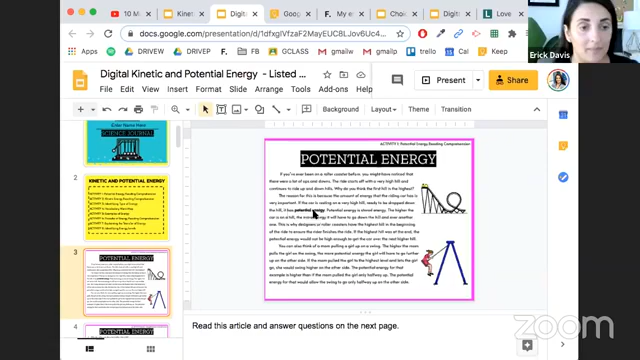 10 M
Kineti
Digit
Goog
My e
Choic
Digita
Love
docs.google.com/presentation/d/1dfxgIVfzaF2MayEUC8LJvc6U6uc4...
Erick
DRIVEW
DRIVEP
FB
GCLASS
gmailw
gmailp
trello
Cal
C
Erick Davis
Digital Kinetic and Potential Energy - Listed ...
File Edit View Insert Format Slide Arrange Tools Add-ons Help
Present
Share
Background Layout Theme Transition
Enter Name Here
SCIENCE JOURNAL
2
KINETIC AND POTENTIAL ENERGY
3
POTENTIAL ENERGY
4
POTENTIAL ENERGY
ACTIVITY 1: Potential Energy Reading Comprehension
POTENTIAL ENERGY
If you've ever been on a roller coaster before, you might have noticed that
there were a lot of ups and downs. The ride starts off with a very high hill and
continues to ride up and down hills. Why do you think the first hill is the highest?
The reason for this is because the amount of energy that the rolling car has is
very important. If the car is resting on a very high hill, ready to be dropped down
the hill, it has potential energy. Potential energy is stored energy. The higher the
car is on a hill, the more energy it will have to go down the hill and over another
one. This is why designers of roller coasters have the highest hill in the beginning
of the ride to ensure the inner finishes the ride. If the highest hill was at the end, the
potential energy would not be high enough to get the car over the next higher hill.
You can also think of a mom pulling a girl up on a swing. The higher the mom
pulls the girl on the swing, the more potential energy the girl will have to go further
up on the other side. If the mom pulled the girl to the highest level and lets the girl
go, she would swing higher on the other side. The potential energy for that
example is higher than if the mom pulled the girl only halfway up. The potential
energy for that would allow the swing to go only halfway up on the other side.
Read this article and answer questions on the next page.
zoom